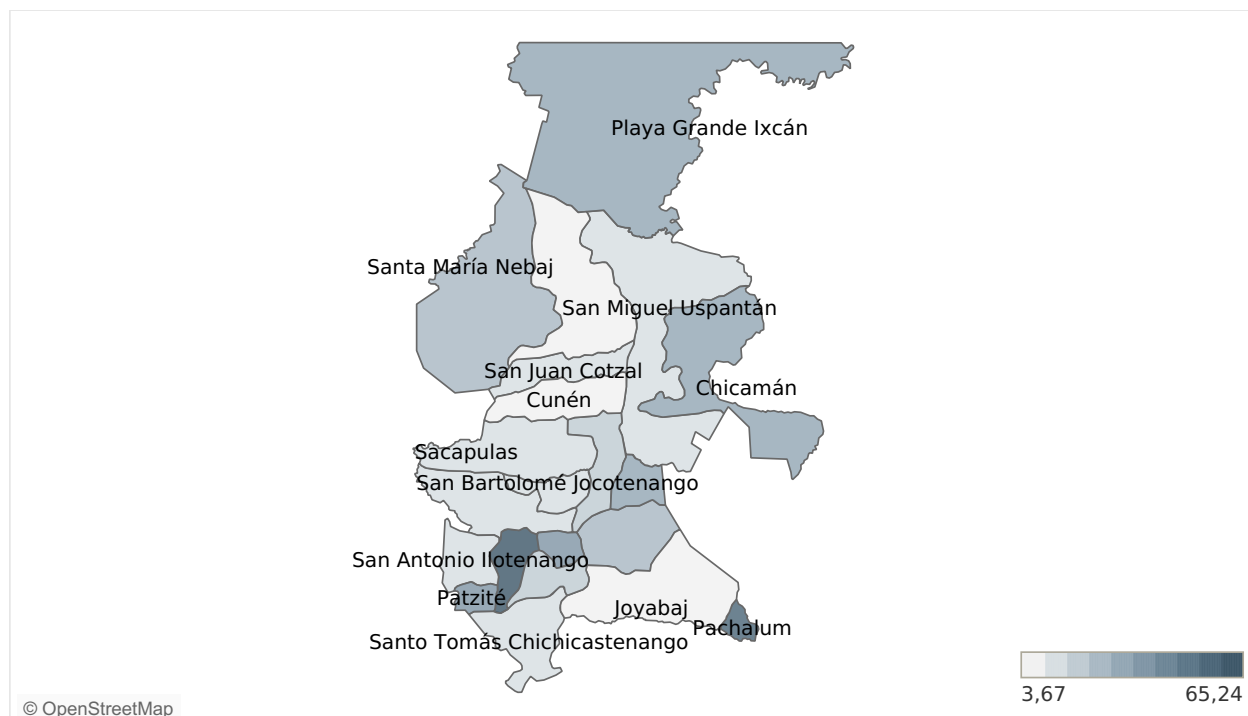 Playa Grande Ixcán
Santa María Nebaj
San Miguel Uspantán
San Juan Cotzal
Chicamán
Cunén
Sacapulas
San Bartolomé Jocotenango
San Antonio Ilotenango
Patzité
Joyabaj
Pachalum
Santo Tomás Chichicastenango
3,67 65,24
© OpenStreetMap